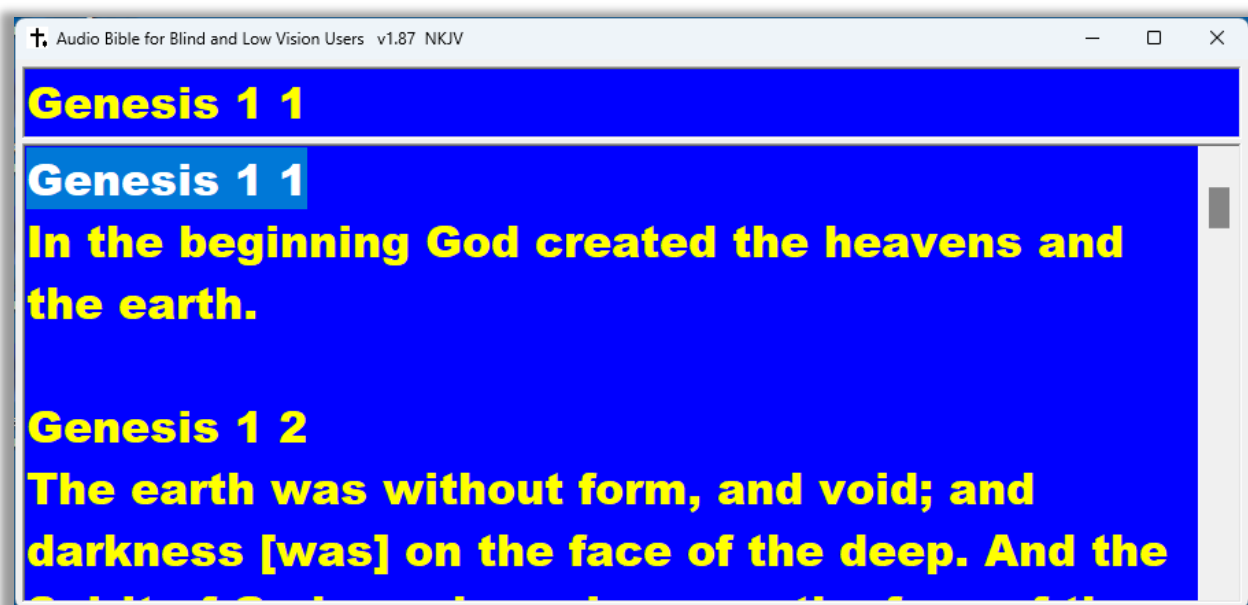 Audio Bible for Blind and Low Vision Users v1.87 NKJV
Genesis 1 1
Genesis 1 1
In the beginning God created the heavens and
the earth.
Genesis 1 2
The earth was without form, and void; and
darkness [was] on the face of the deep. And the